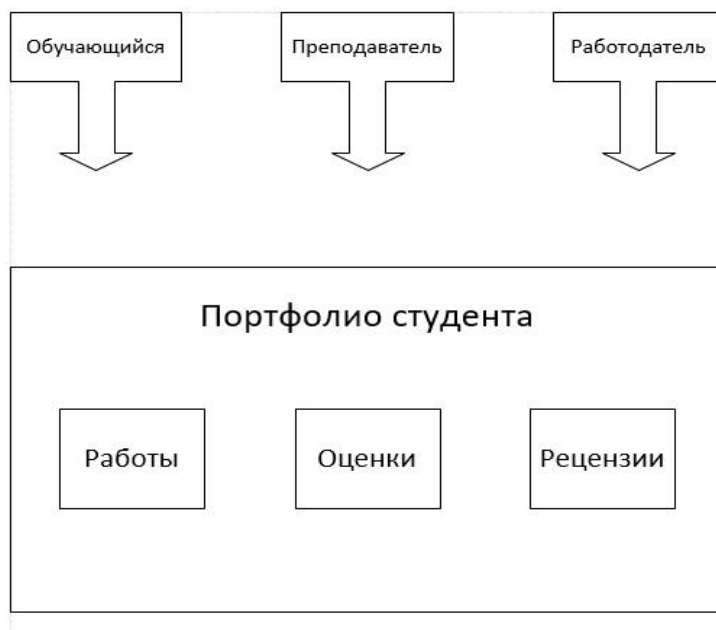 Обучающийся
Преподаватель
Работодатель
Портфолио студента
Работы
Оценки
Рецензии